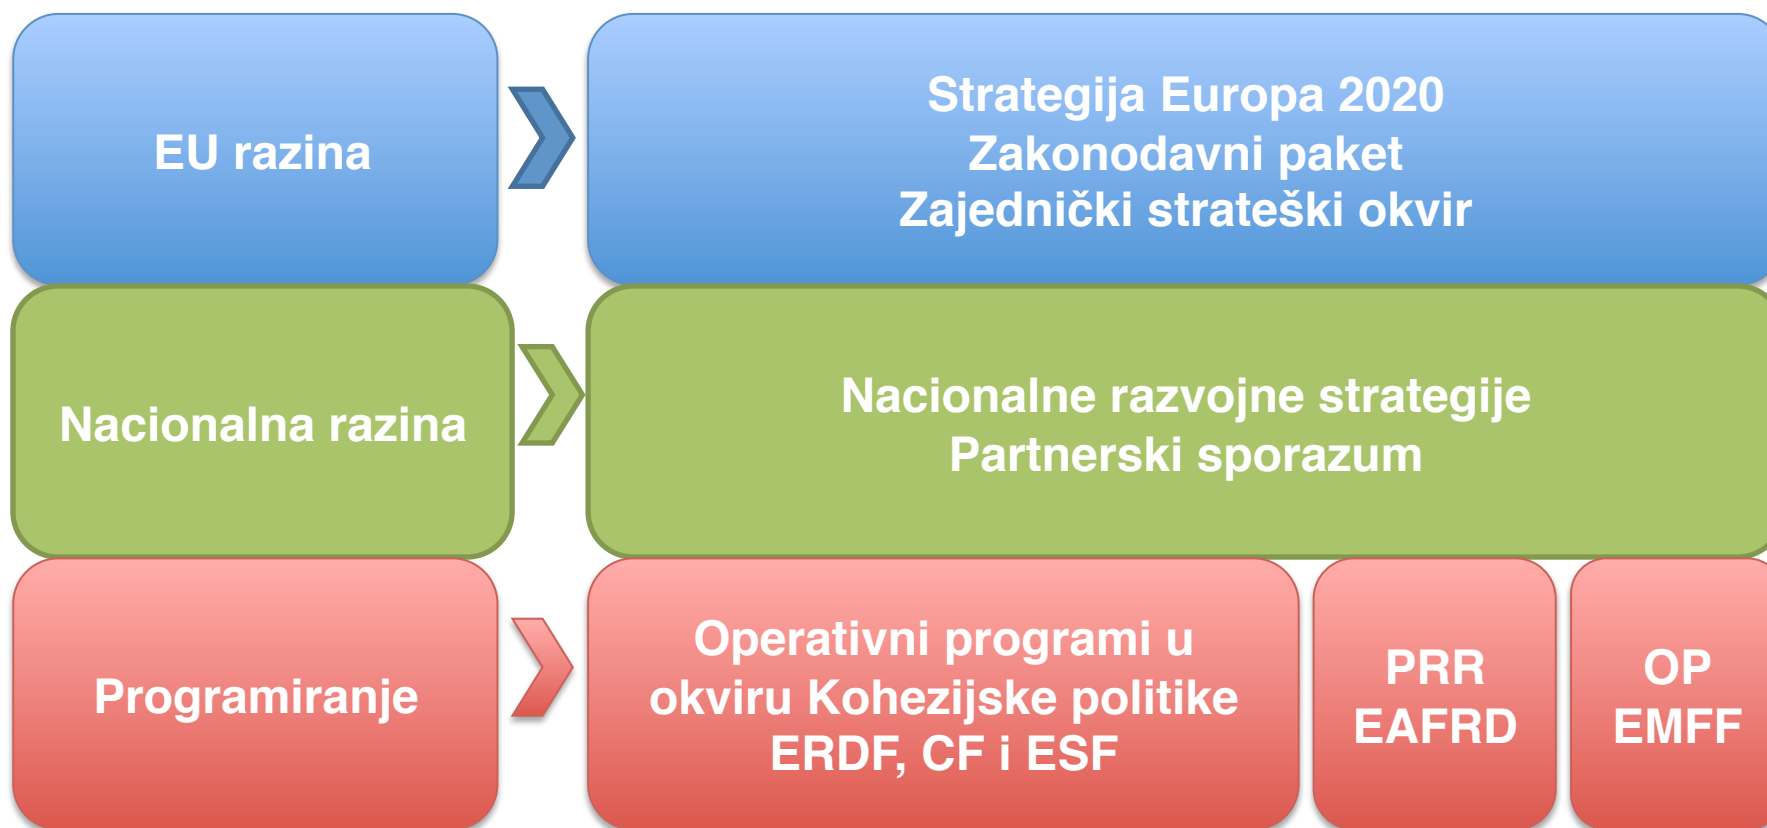 EU razina
Strategija Europa 2020
Zakonodavni paket
Zajednički strateški okvir
Nacionalna razina
Nacionalne razvojne strategije
Partnerski sporazum
Programiranje
Operativni programi u
okviru Kohezijske politike
ERDF, CF i ESF
PRR
EAFRD
OP
EMFF